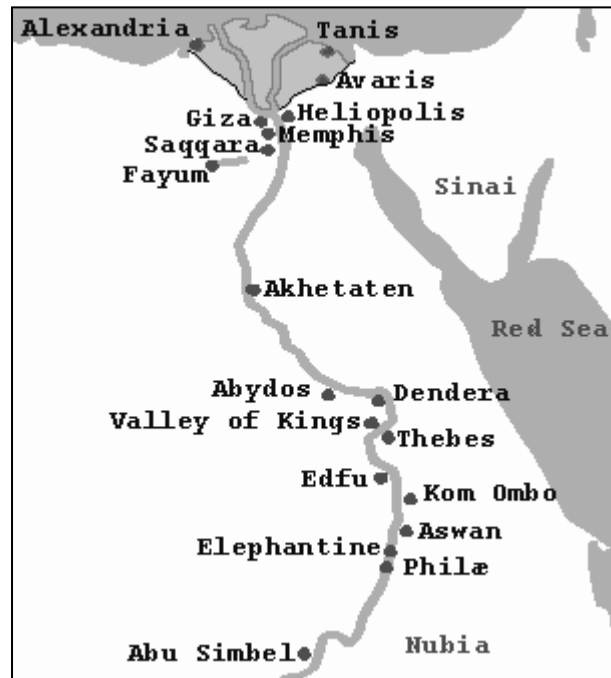 Alexandria
Tanis
Avaris
Giza
Heliopolis
Memphis
Saqqara
Fayum
Sinai
Akhetaten
Red Sea
Abydos
Dendera
Valley of Kings
Thebes
Edfu
Kom Ombo
Aswan
Elephantine
Philæ
Nubia
Abu Simbel